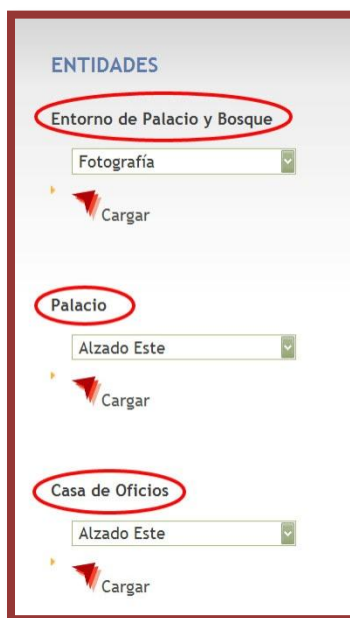 ENTIDADES
Entorno de Palacio y Bosque
Fotografía
Cargar
Palacio
Alzado Este
Cargar
Casa de Oficios
Alzado Este
Cargar